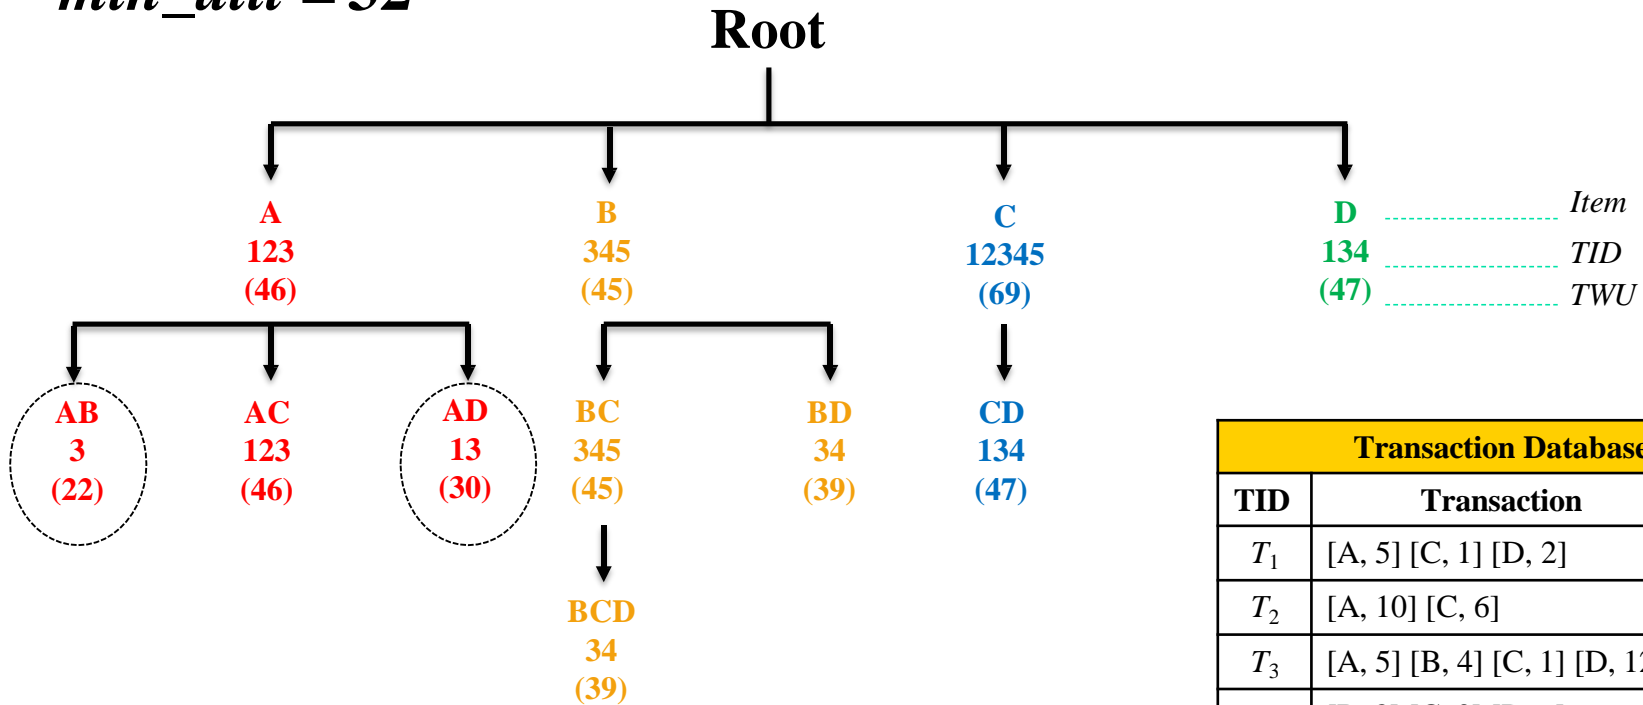 Root
A
123
(46)
B
345
(45)
C
12345
(69)
D
134
(47)
Item
TID
TWU
AB
3
(22)
AC
123
(46)
AD
13
(30)
BC
345
(45)
BD
34
(39)
CD
134
(47)
BCD
34
(39)
Transaction Database
TID Transaction
T1 [A, 5] [C, 1] [D, 2]
T2 [A, 10] [C, 6]
T3 [A, 5] [B, 4] [C, 1] [D,